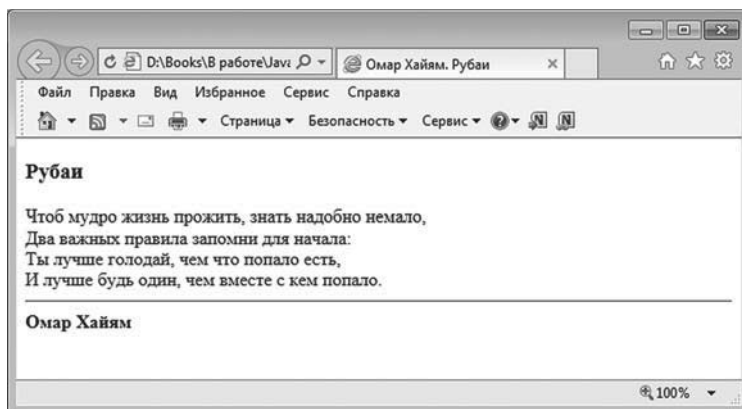 D:\Books\В работе\Java
Омар Хайям. Рубаи
Файл Правка Вид Избранное Сервис Справка
Страница Безопасность Сервис
Рубаи
Чтоб мудро жизнь прожить, знать надобно немало,
Два важных правила запомни для начала:
Ты лучше голодай, чем что попало есть,
И лучше будь один, чем вместе с кем попало.
Омар Хайям
100%